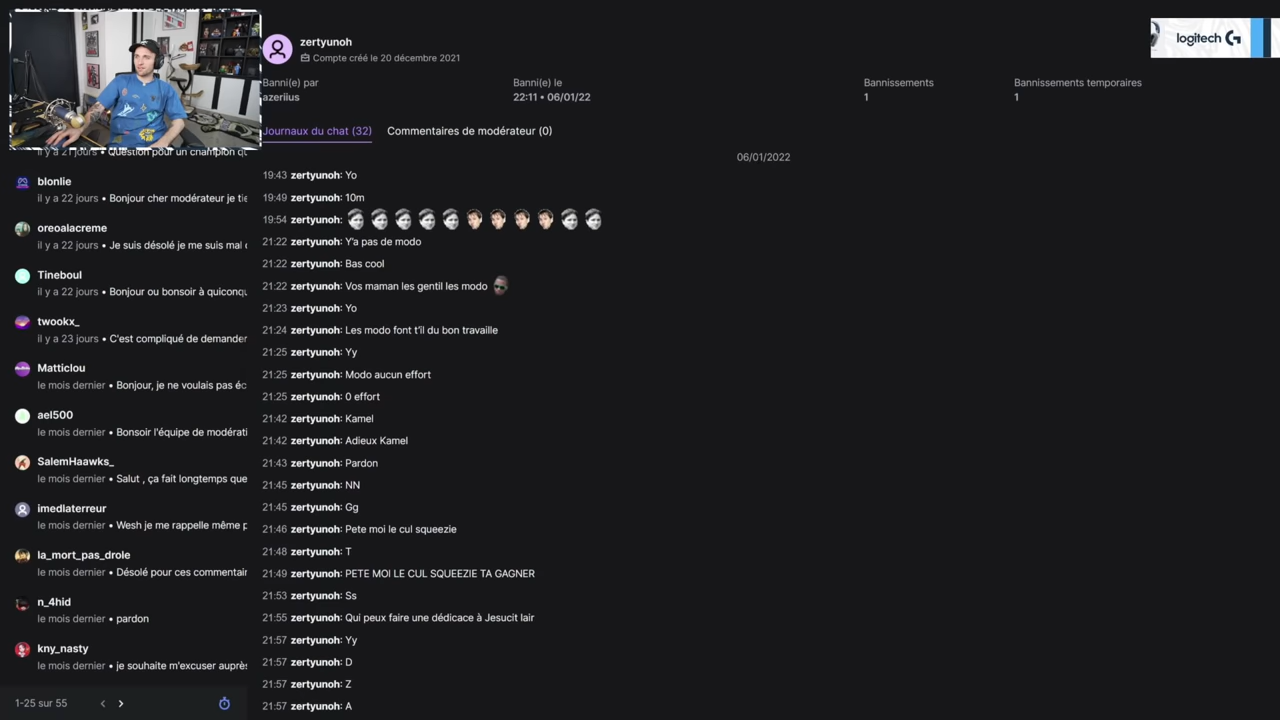 zertyunoh
Compte créé le 20 décembre 2021
logitech G
Banni(e) par
azeriius
Banni(e) le
22:11 • 06/01/22
Bannissements
1
Bannissements temporaires
1
Journaux du chat (32)
Commentaires de modérateur (0)
il y a 21 jours • Question pour un champion q
blonlie
il y a 22 jours • Bonjour cher modérateur je tie
oreoalacreme
il y a 22 jours • Je suis désolé je me suis mal
Tineboul
il y a 22 jours • Bonjour ou bonsoir à quiconq
twookx_
il y a 23 jours • C'est compliqué de demander
Matticlou
le mois dernier • Bonjour, je ne voulais pas éc
ael500
le mois dernier • Bonsoir l'équipe de modérati
SalemHaawks_
le mois dernier • Salut , ça fait longtemps que
imedlaterreur
le mois dernier • Wesh je me rappelle même p
la_mort_pas_drole
le mois dernier • Désolé pour ces commentair
n_4hid
le mois dernier • pardon
kny_nasty
le mois dernier • je souhaite m'excuser auprès
1-25 sur 55
06/01/2022
19:43 zertyunoh: Yo
19:49 zertyunoh: 10m
19:54 zertyunoh:
21:22 zertyunoh: Y'a pas de modo
21:22 zertyunoh: Bas cool
21:22 zertyunoh: Vos maman les gentil les modo
21:23 zertyunoh: Yo
21:24 zertyunoh: Les modo font t'il du bon travaille
21:25 zertyunoh: Yy
21:25 zertyunoh: Modo aucun effort
21:25 zertyunoh: 0 effort
21:42 zertyunoh: Kamel
21:42 zertyunoh: Adieux Kamel
21:43 zertyunoh: Pardon
21:45 zertyunoh: NN
21:45 zertyunoh: Gg
21:46 zertyunoh: Pete moi le cul squeezie
21:48 zertyunoh: T
21:49 zertyunoh: PETE MOI LE CUL SQUEEZIE TA GAGNER
21:53 zertyunoh: Ss
21:55 zertyunoh: Qui peux faire une dédicace à Jesucit lair
21:57 zertyunoh: Yy
21:57 zertyunoh: D
21:57 zertyunoh: Z
21:57 zertyunoh: A